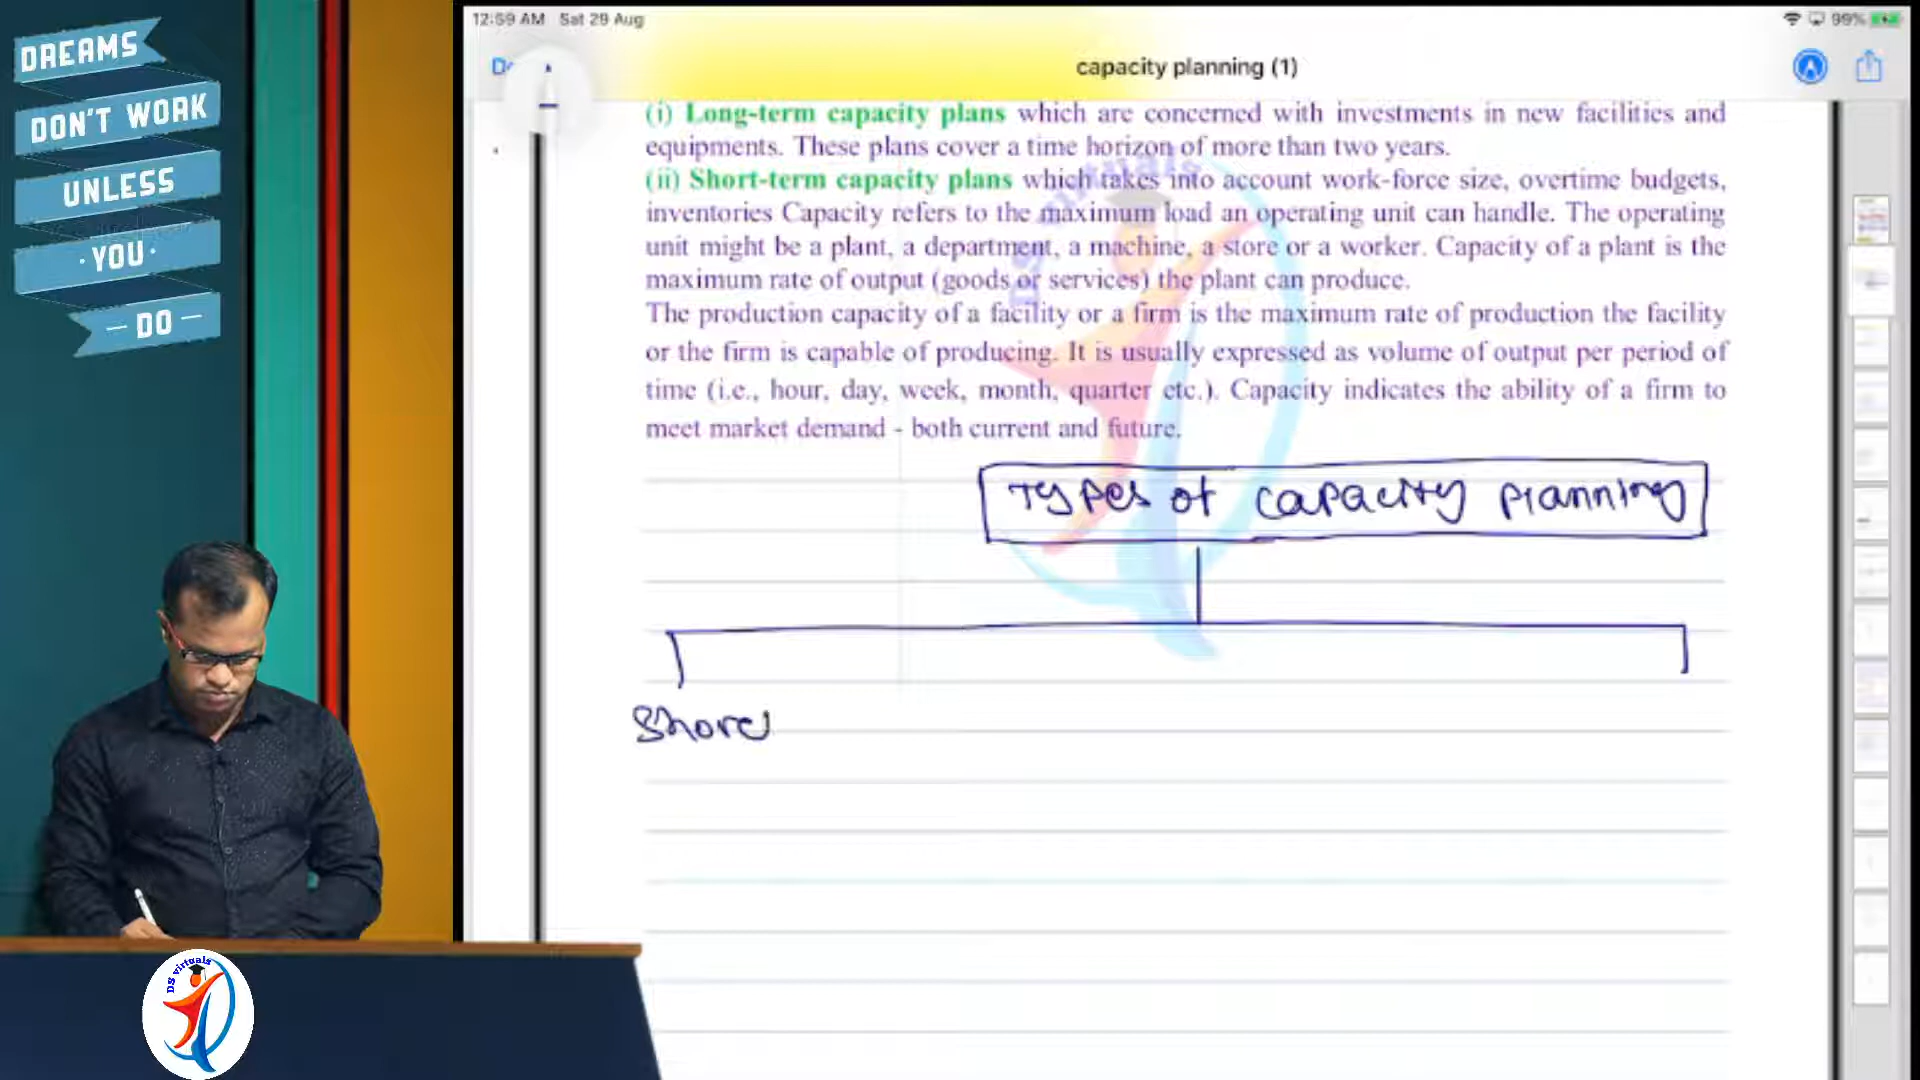 DREAMS
DON'T WORK
UNLESS
· YOU ·
— DO —
DS virtuals
12:59 AM Sat 29 Aug
99%
capacity planning (1)
(i) Long-term capacity plans which are concerned with investments in new facilities and
equipments. These plans cover a time horizon of more than two years.
(ii) Short-term capacity plans which takes into account work-force size, overtime budgets,
inventories Capacity refers to the maximum load an operating unit can handle. The operating
unit might be a plant, a department, a machine, a store or a worker. Capacity of a plant is the
maximum rate of output (goods or services) the plant can produce.
The production capacity of a facility or a firm is the maximum rate of production the facility
or the firm is capable of producing. It is usually expressed as volume of output per period of
time (i.e., hour, day, week, month, quarter etc.). Capacity indicates the ability of a firm to
meet market demand - both current and future.
Types of capacity planning